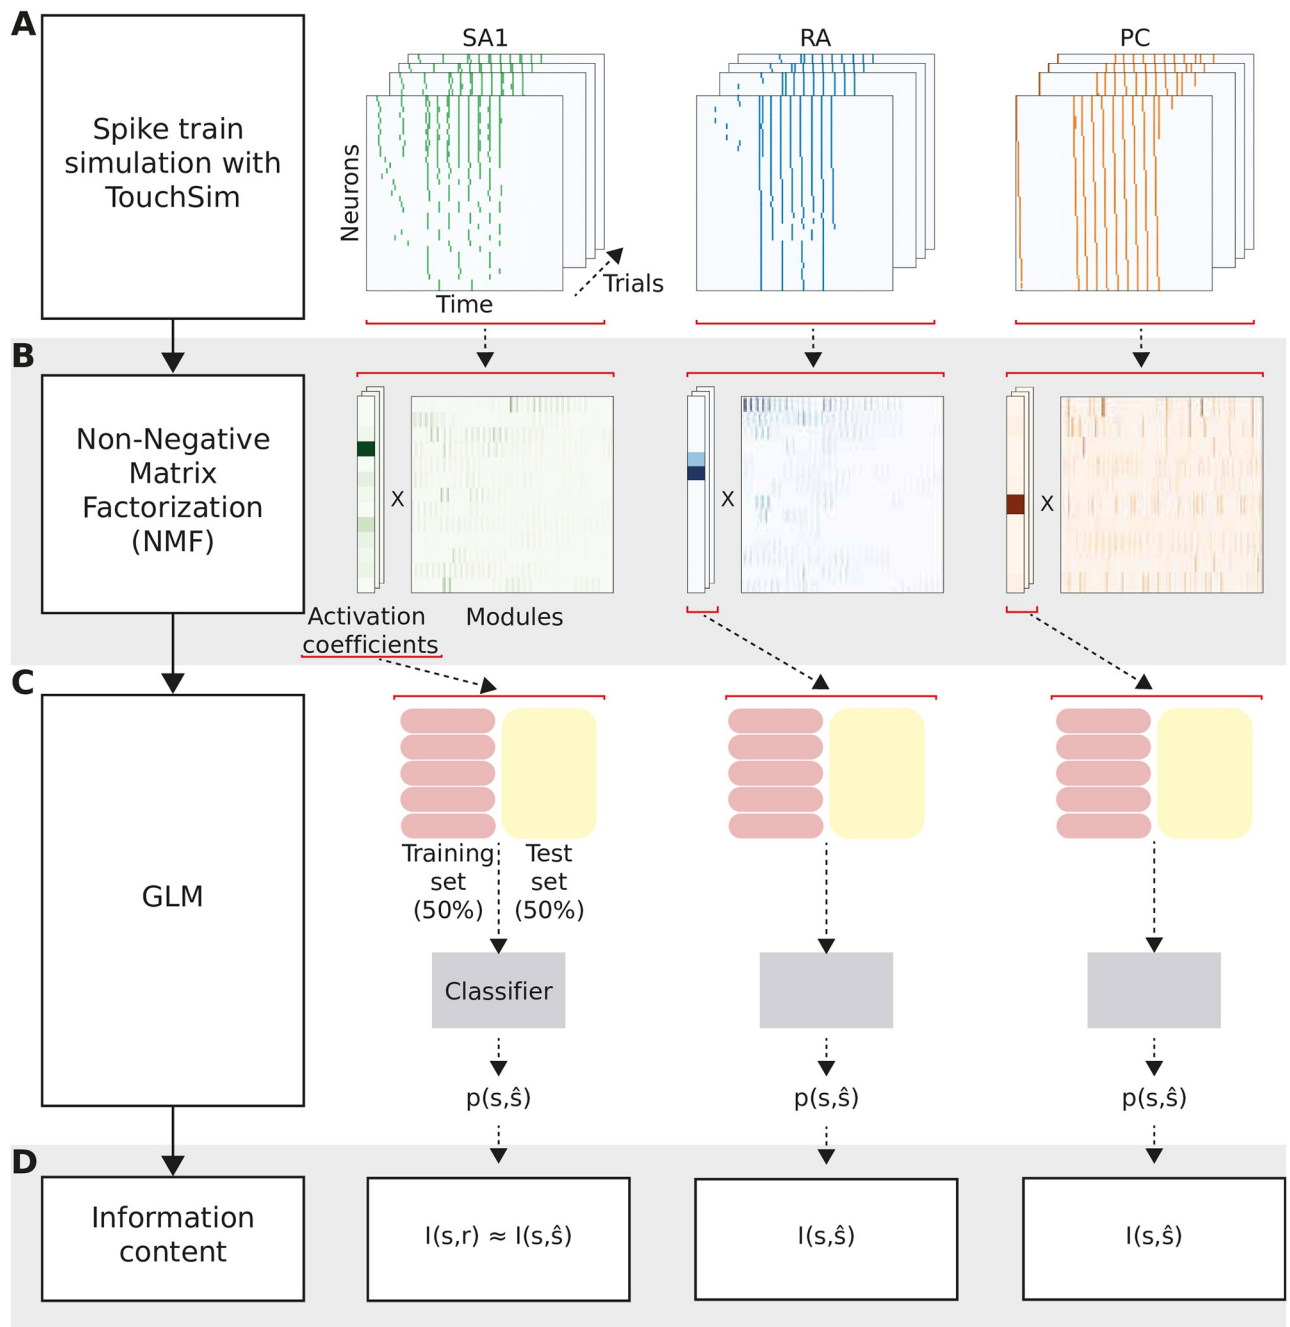 A
Spike train
simulation with
TouchSim
SA1
RA
PC
Neurons
Time
Trials
B
Non-Negative
Matrix
Factorization
(NMF)
X
X
X
Activation
coefficients
Modules
C
GLM
Training
set
(50%)
Test
set
(50%)
Classifier
p(s,ŝ)
p(s,ŝ)
p(s,ŝ)
D
Information
content
I(s,r) ≈ I(s,ŝ)
I(s,ŝ)
I(s,ŝ)